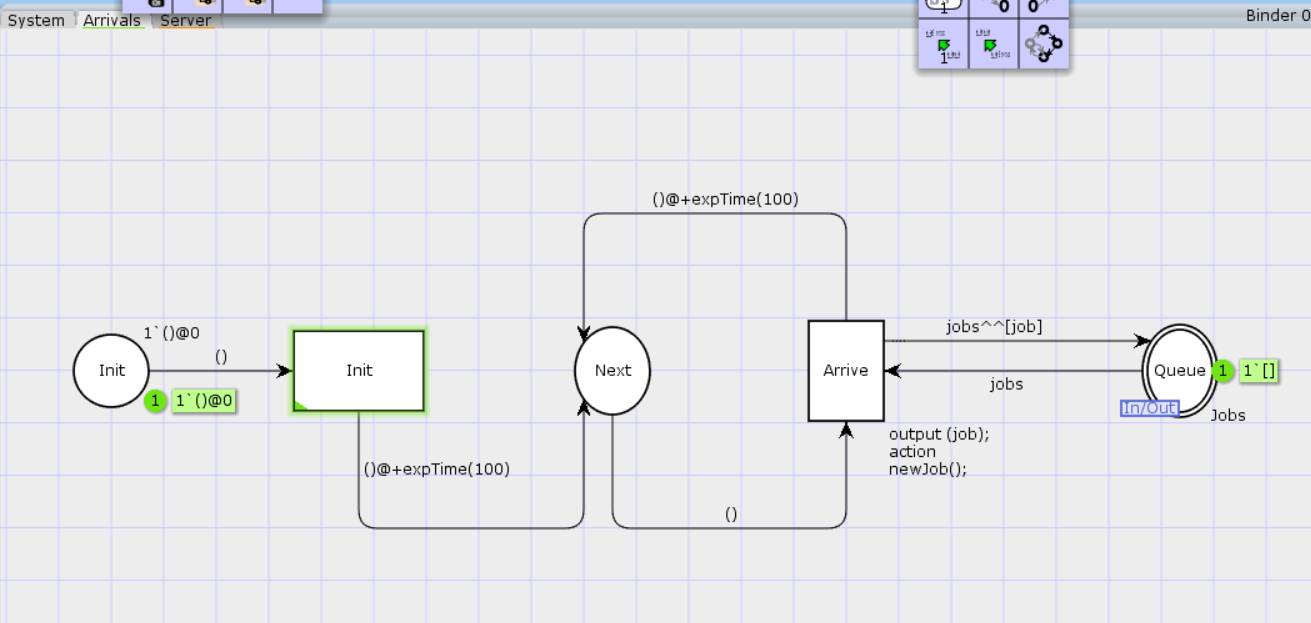 System Arrivals Server
Binder 0
1
1
()@+expTime(100)
1`()@0
()
Init
1 1`()@0
Init
()@+expTime(100)
Next
()
Arrive
jobs^^[job]
jobs
output (job);
action
newJob();
Queue
1 1`[]
In/Out
Jobs